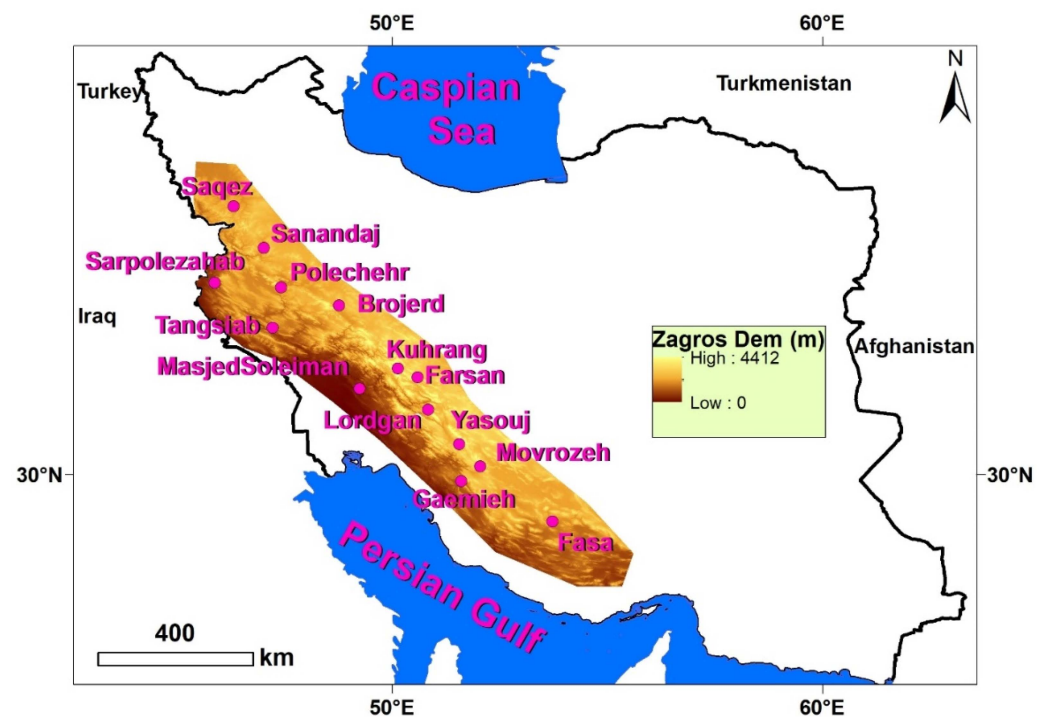 50°E
60°E
Turkey
Caspian
Sea
Turkmenistan
N
Saqez
Sanandaj
Sarpolezahab
Polechehr
Iraq
Brojerd
Tangsiab
Zagros Dem (m)
High : 4412
Low : 0
Afghanistan
Kuhrang
MasjedSoleiman
Farsan
Lordgan
Yasouj
Movrozeh
30°N
30°N
Gaemieh
Fasa
Persian Gulf
400
km
50°E
60°E